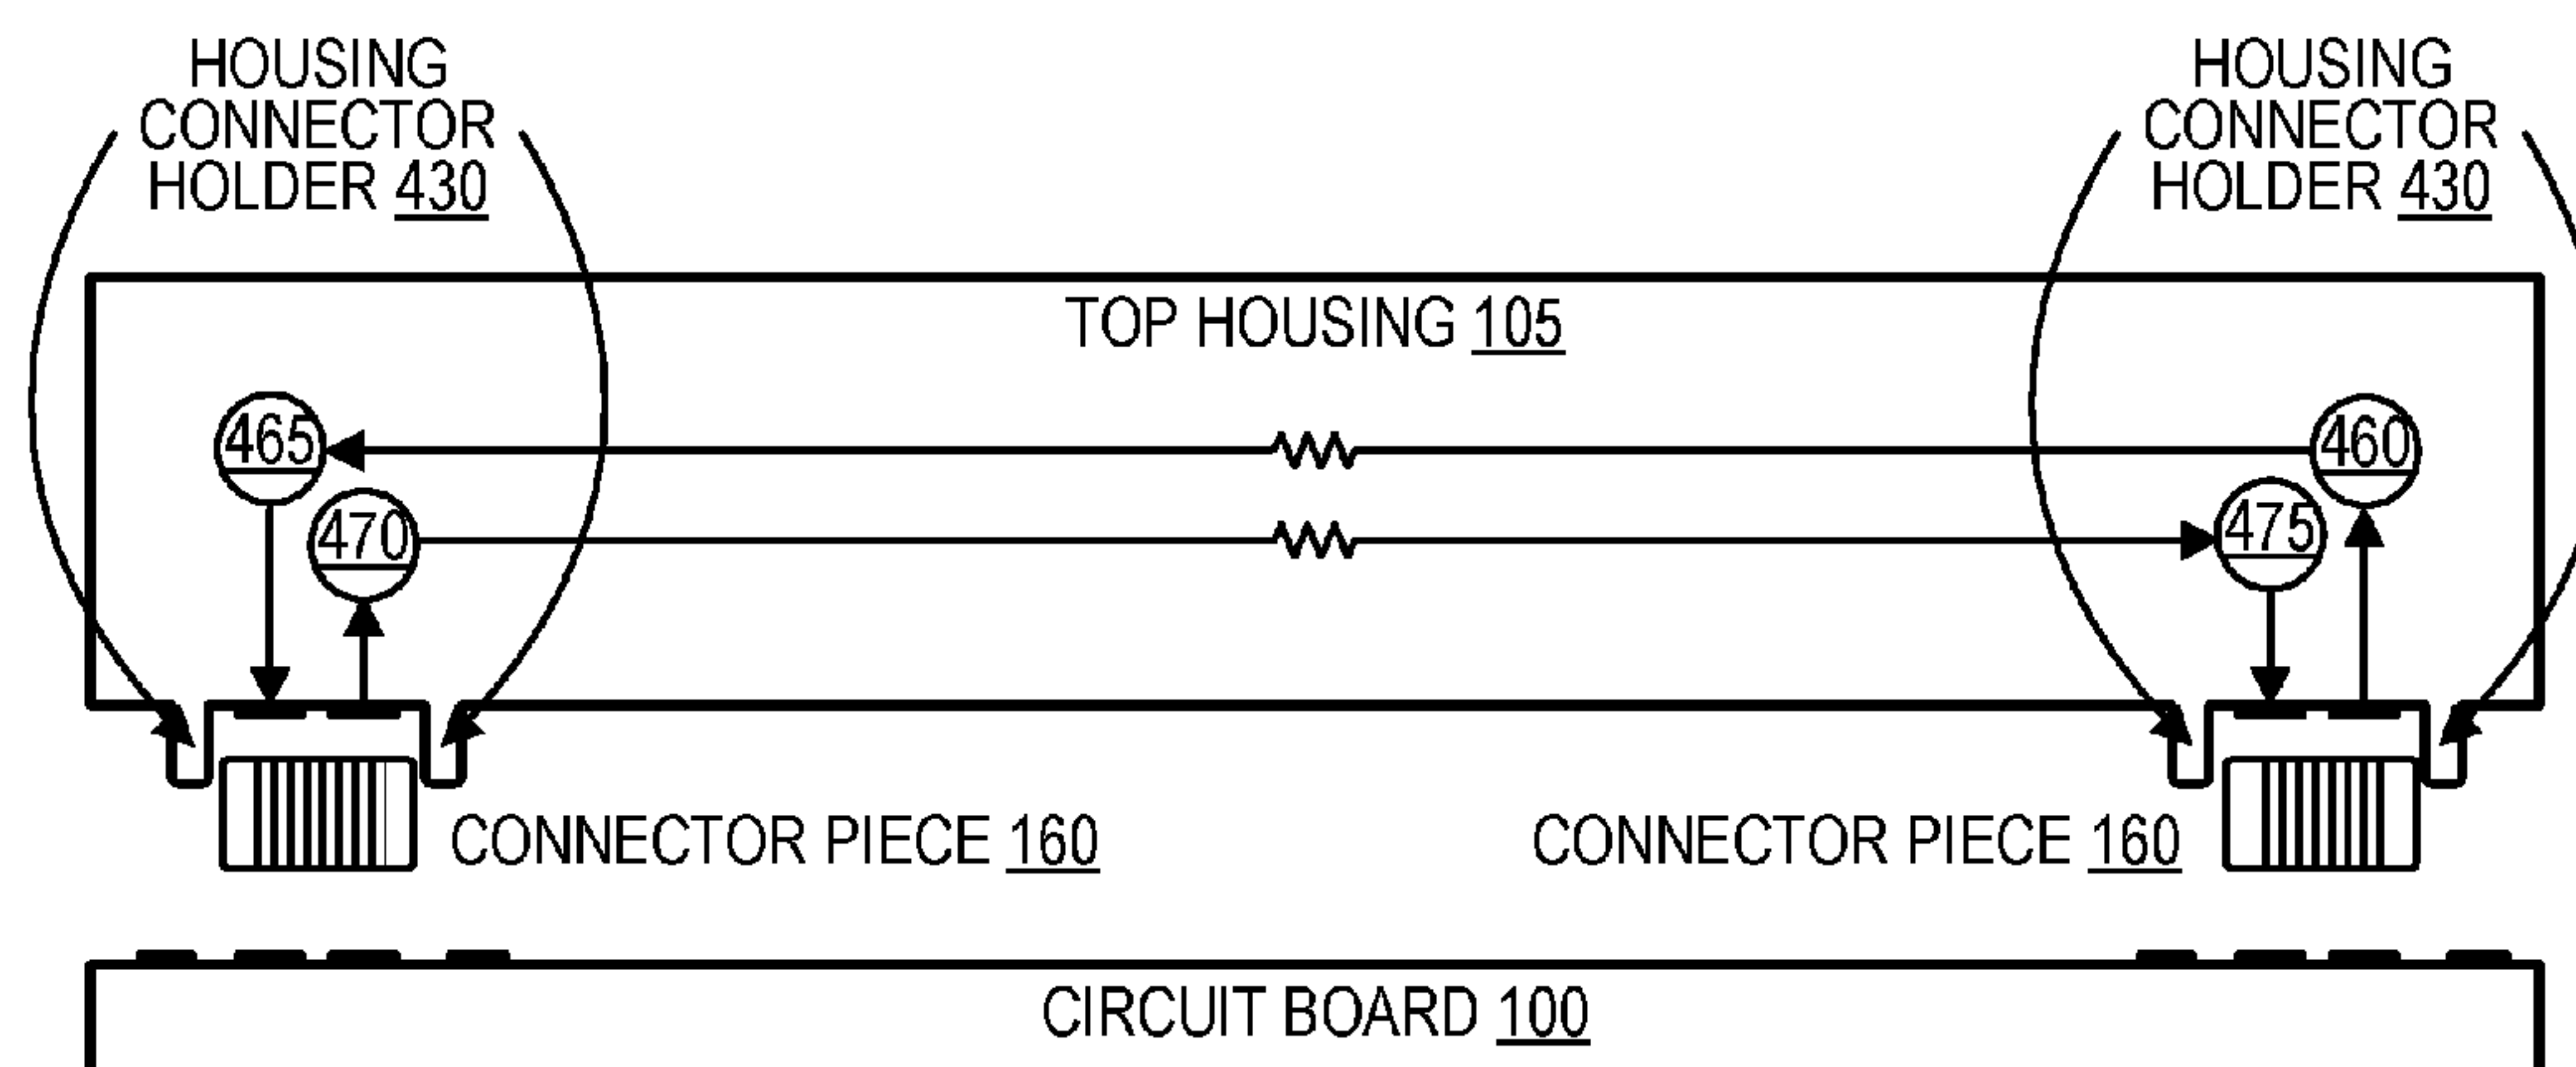 HOUSING
CONNECTOR
HOLDER 430
HOUSING
CONNECTOR
HOLDER 430
TOP HOUSING 105
465
460
470
475
CONNECTOR PIECE 160
CONNECTOR PIECE 160
CIRCUIT BOARD 100